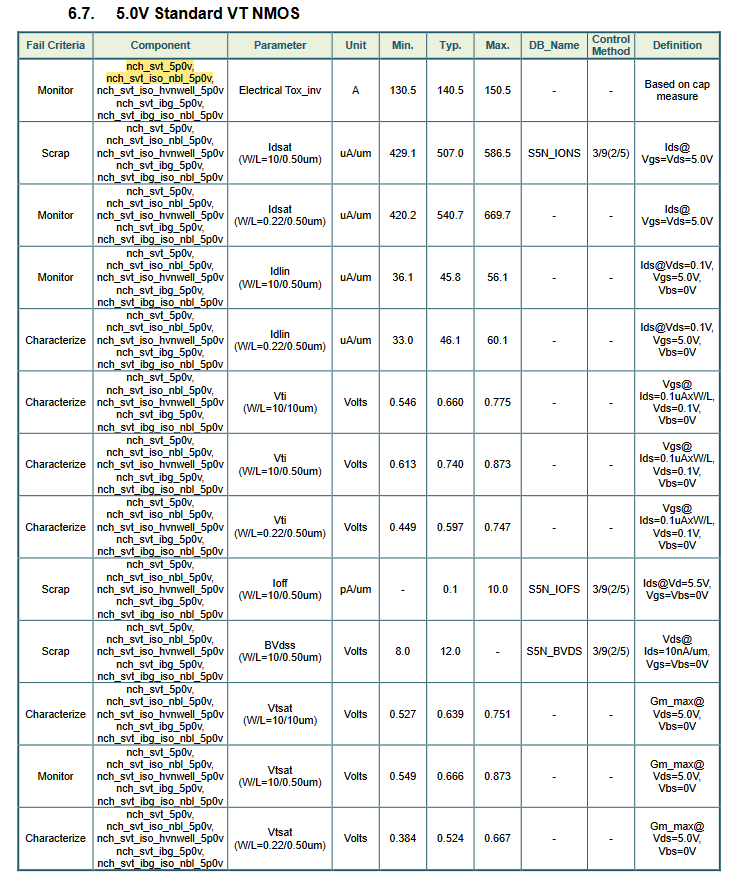 6.7. 5.0V Standard VT NMOS
Fail Criteria Component Parameter Unit Min. Typ. Max. DB_Name Control Method Definition
Monitor
nch_svt_5p0v,
nch_svt_iso_nbl_5p0v,
nch_svt_iso_hvnwell_5p0v
nch_svt_ibg_5p0v,
nch_svt_ibg_iso_nbl_5p0v
Electrical Tox_inv
A 130.5 140.5 150.5 - -
Based on cap
measure
Scrap
nch_svt_5p0v,
nch_svt_iso_nbl_5p0v,
nch_svt_iso_hvnwell_5p0v
nch_svt_ibg_5p0v,
nch_svt_ibg_iso_nbl_5p0v
Idsat
(W/L=10/0.50um)
uA/um 429.1 507.0 586.5 S5N_IONS 3/9(2/5)
Ids@
Vgs=Vds=5.0V
Monitor
nch_svt_5p0v,
nch_svt_iso_nbl_5p0v,
nch_svt_iso_hvnwell_5p0v
nch_svt_ibg_5p0v,
nch_svt_ibg_iso_nbl_5p0v
Idsat
(W/L=0.22/0.50um)
uA/um 420.2 540.7 669.7 - -
Ids@
Vgs=Vds=5.0V
Monitor
nch_svt_5p0v,
nch_svt_iso_nbl_5p0v,
nch_svt_iso_hvnwell_5p0v
nch_svt_ibg_5p0v,
nch_svt_ibg_iso_nbl_5p0v
Idlin
(W/L=10/0.50um)
uA/um 36.1 45.8 56.1 - -
Ids@Vds=0.1V,
Vgs=5.0V,
Vbs=0V
Characterize
nch_svt_5p0v,
nch_svt_iso_nbl_5p0v,
nch_svt_iso_hvnwell_5p0v
nch_svt_ibg_5p0v,
nch_svt_ibg_iso_nbl_5p0v
Idlin
(W/L=0.22/0.50um)
uA/um 33.0 46.1 60.1 - -
Ids@Vds=0.1V,
Vgs=5.0V,
Vbs=0V
Characterize
nch_svt_5p0v,
nch_svt_iso_nbl_5p0v,
nch_svt_iso_hvnwell_5p0v
nch_svt_ibg_5p0v,
nch_svt_ibg_iso_nbl_5p0v
Vti
(W/L=10/10um)
Volts 0.546 0.660 0.775 - -
Vgs@
Ids=0.1uAxW/L,
Vds=0.1V,
Vbs=0V
Characterize
nch_svt_5p0v,
nch_svt_iso_nbl_5p0v,
nch_svt_iso_hvnwell_5p0v
nch_svt_ibg_5p0v,
nch_svt_ibg_iso_nbl_5p0v
Vti
(W/L=10/0.50um)
Volts 0.613 0.740 0.873 - -
Vgs@
Ids=0.1uAxW/L,
Vds=0.1V,
Vbs=0V
Characterize
nch_svt_5p0v,
nch_svt_iso_nbl_5p0v,
nch_svt_iso_hvnwell_5p0v
nch_svt_ibg_5p0v,
nch_svt_ibg_iso_nbl_5p0v
Vti
(W/L=0.22/0.50um)
Volts 0.449 0.597 0.747 - -
Vgs@
Ids=0.1uAxW/L,
Vds=0.1V,
Vbs=0V
Scrap
nch_svt_5p0v,
nch_svt_iso_nbl_5p0v,
nch_svt_iso_hvnwell_5p0v
nch_svt_ibg_5p0v,
nch_svt_ibg_iso_nbl_5p0v
Ioff
(W/L=10/0.50um)
pA/um - 0.1 10.0 S5N_IOFS 3/9(2/5)
Ids@Vd=5.5V,
Vgs=Vbs=0V
Scrap
nch_svt_5p0v,
nch_svt_iso_nbl_5p0v,
nch_svt_iso_hvnwell_5p0v
nch_svt_ibg_5p0v,
nch_svt_ibg_iso_nbl_5p0v
BVdss
(W/L=10/0.50um)
Volts 8.0 12.0 - S5N_BVDS 3/9(2/5)
Vds@
Ids=10nA/um,
Vgs=Vbs=0V
Characterize
nch_svt_5p0v,
nch_svt_iso_nbl_5p0v,
nch_svt_iso_hvnwell_5p0v
nch_svt_ibg_5p0v,
nch_svt_ibg_iso_nbl_5p0v
Vtsat
(W/L=10/10um)
Volts 0.527 0.639 0.751 - -
Gm_max@
Vds=5.0V,
Vbs=0V
Monitor
nch_svt_5p0v,
nch_svt_iso_nbl_5p0v,
nch_svt_iso_hvnwell_5p0v
nch_svt_ibg_5p0v,
nch_svt_ibg_iso_nbl_5p0v
Vtsat
(W/L=10/0.50um)
Volts 0.549 0.666 0.873 - -
Gm_max@
Vds=5.0V,
Vbs=0V
Characterize
nch_svt_5p0v,
nch_svt_iso_nbl_5p0v,
nch_svt_iso_hvnwell_5p0v
nch_svt_ibg_5p0v,
nch_svt_ibg_iso_nbl_5p0v
Vtsat
(W/L=0.22/0.50um)
Volts 0.384 0.524 0.667 - -
Gm_max@
Vds=5.0V,
Vbs=0V